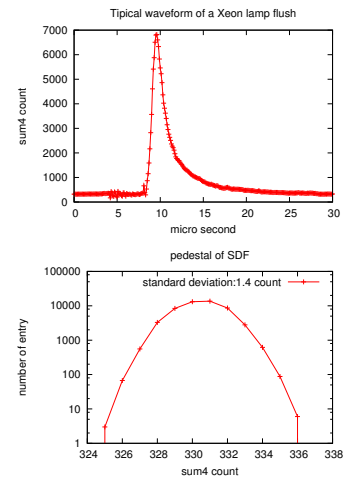 Tipical waveform of a Xeon lamp flush
7000
6000
5000
4000
3000
2000
1000
0
sum4 count
0 5 10 15 20 25 30
micro second
pedestal of SDF
100000
10000
1000
100
10
1
number of entry
standard deviation:1.4 count
324 326 328 330 332 334 336 338
sum4 count